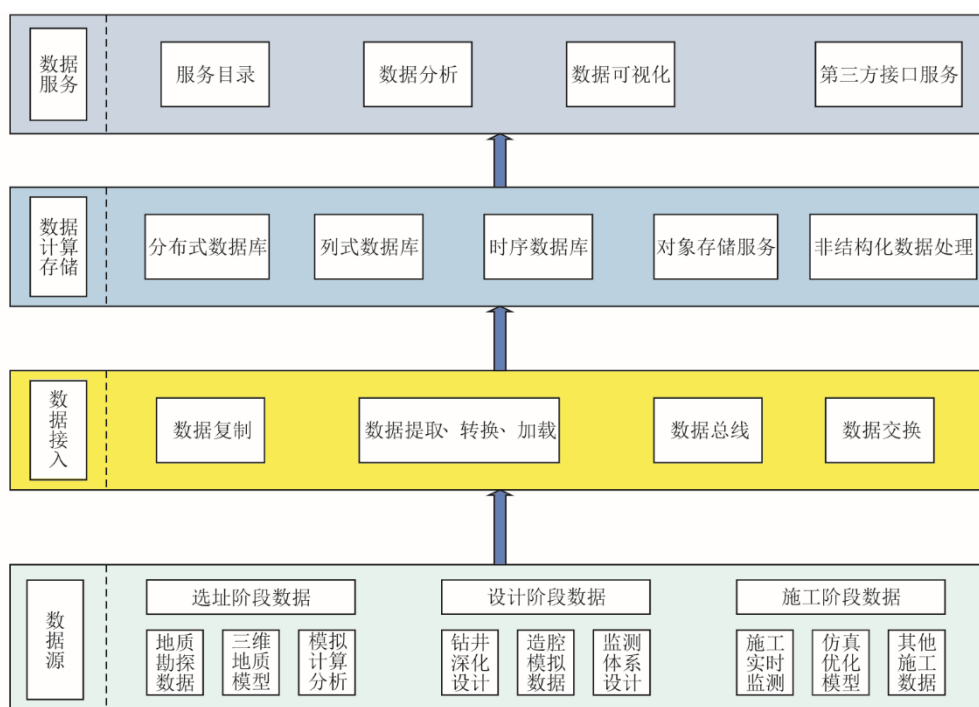 数据
服务
服务目录
数据分析
数据可视化
第三方接口服务
数据
计算
存储
分布式数据库
列式数据库
时序数据库
对象存储服务
非结构化数据处理
数
据
接
入
数据复制
数据提取、转换、加载
数据总线
数据交换
数
据
源
选址阶段数据
地质
勘探
数据
三维
地质
模型
模拟
计算
分析
设计阶段数据
钻井
深化
设计
造腔
模拟
数据
监测
体系
设计
施工阶段数据
施工
实时
监测
仿真
优化
模型
其他
施工
数据